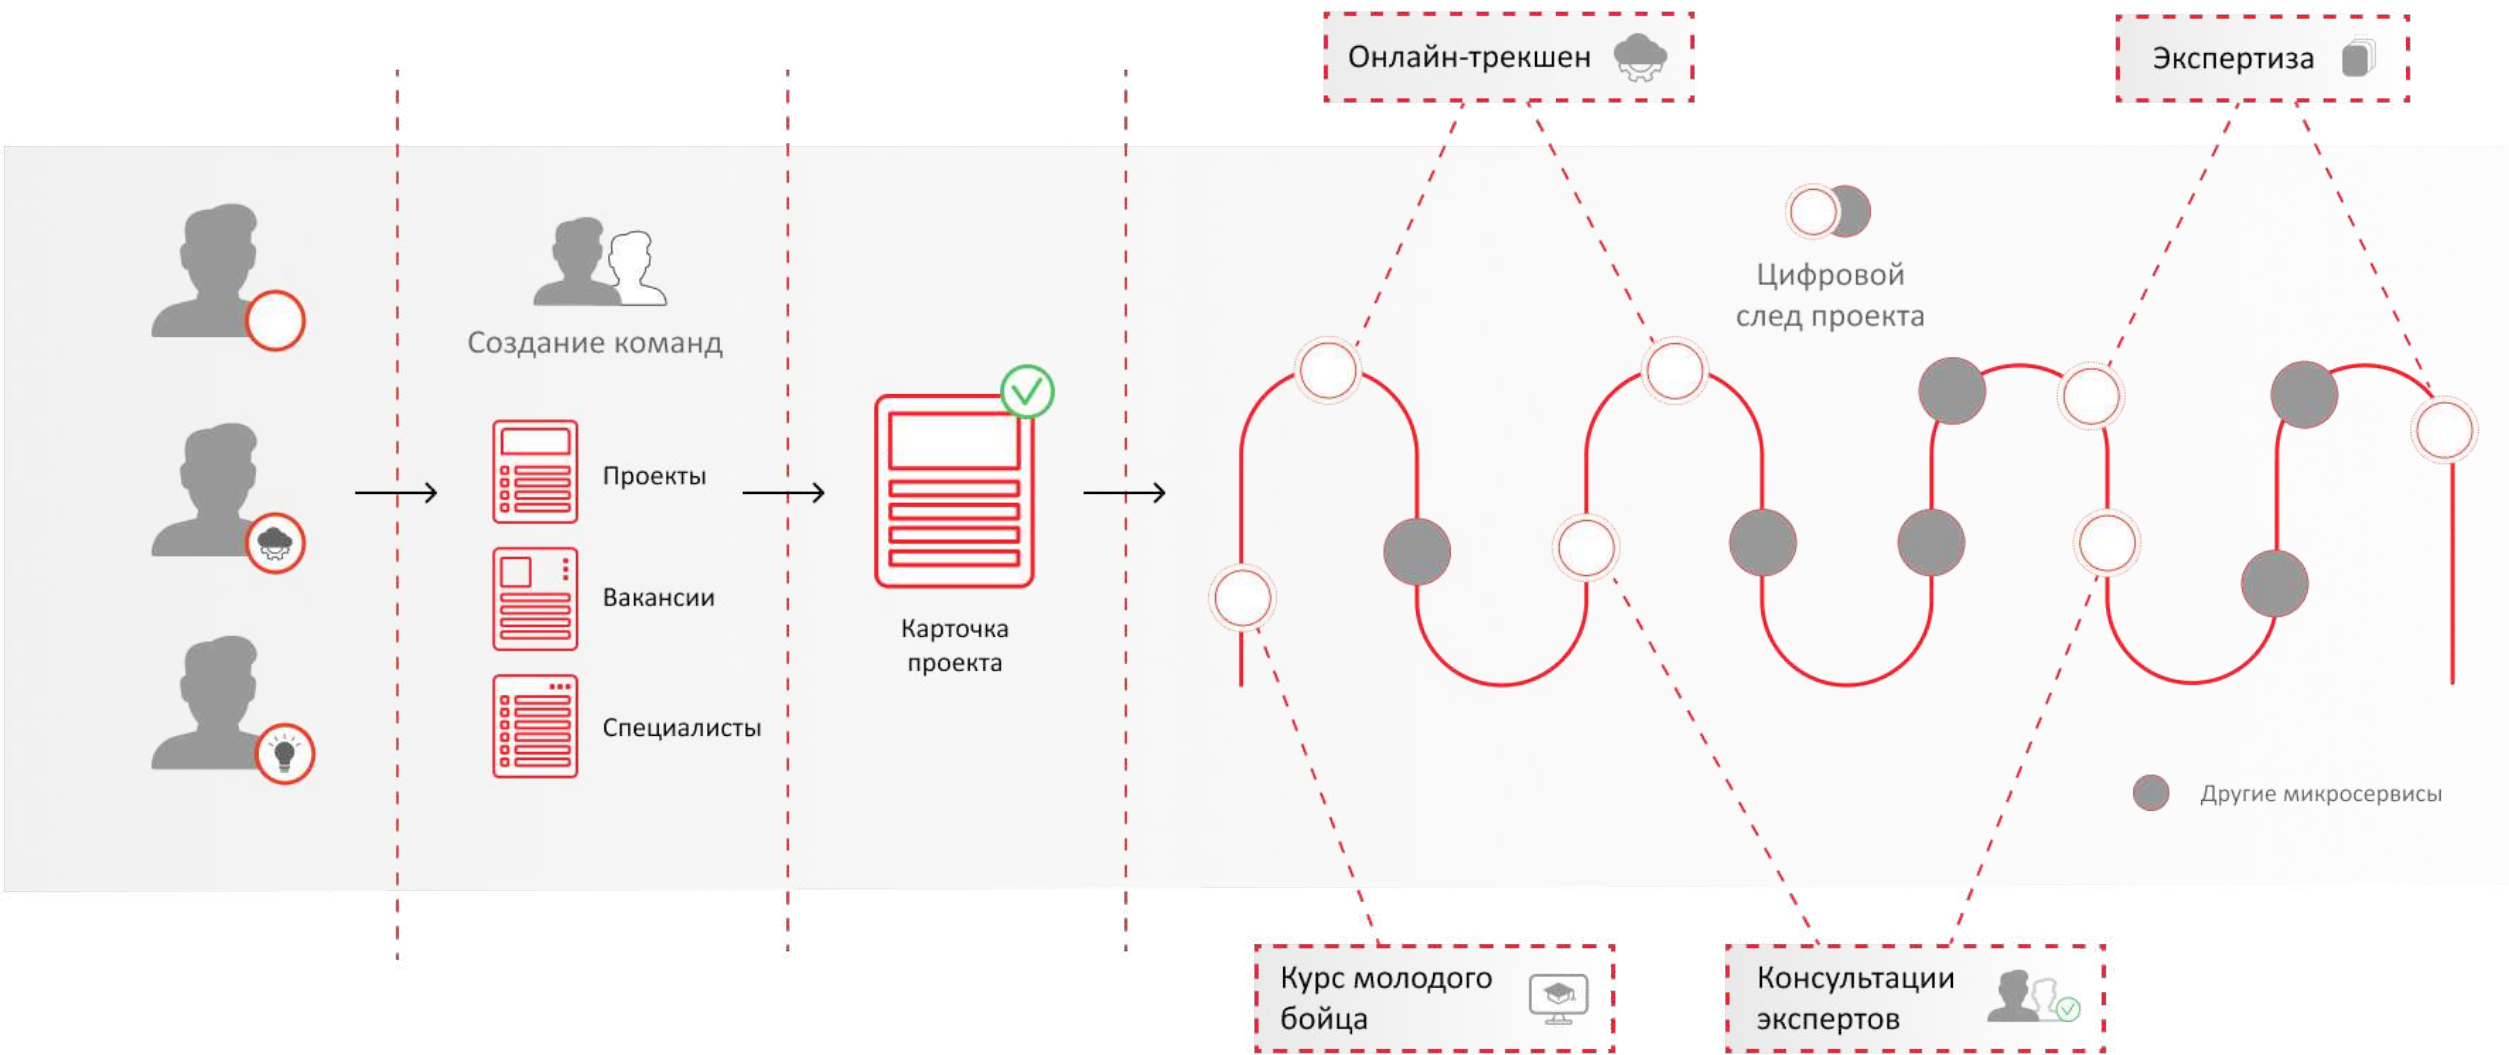 Онлайн-трекшен
Экспертиза
Цифровой
след проекта
Создание команд
Проекты
Вакансии
Специалисты
Карточка
проекта
Другие микросервисы
Курс молодого
бойца
Консультации
экспертов